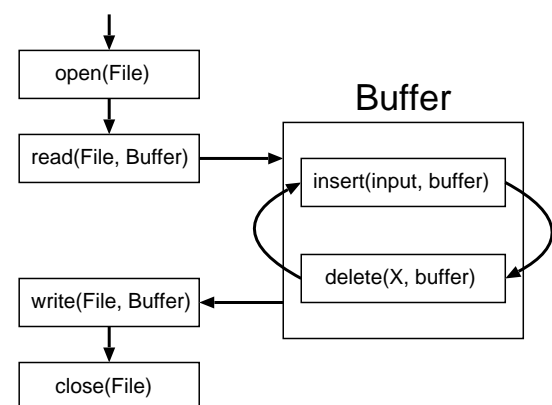 open(File)
Buffer
read(File, Buffer)
insert(input, buffer)
delete(X, buffer)
write(File, Buffer)
close(File)